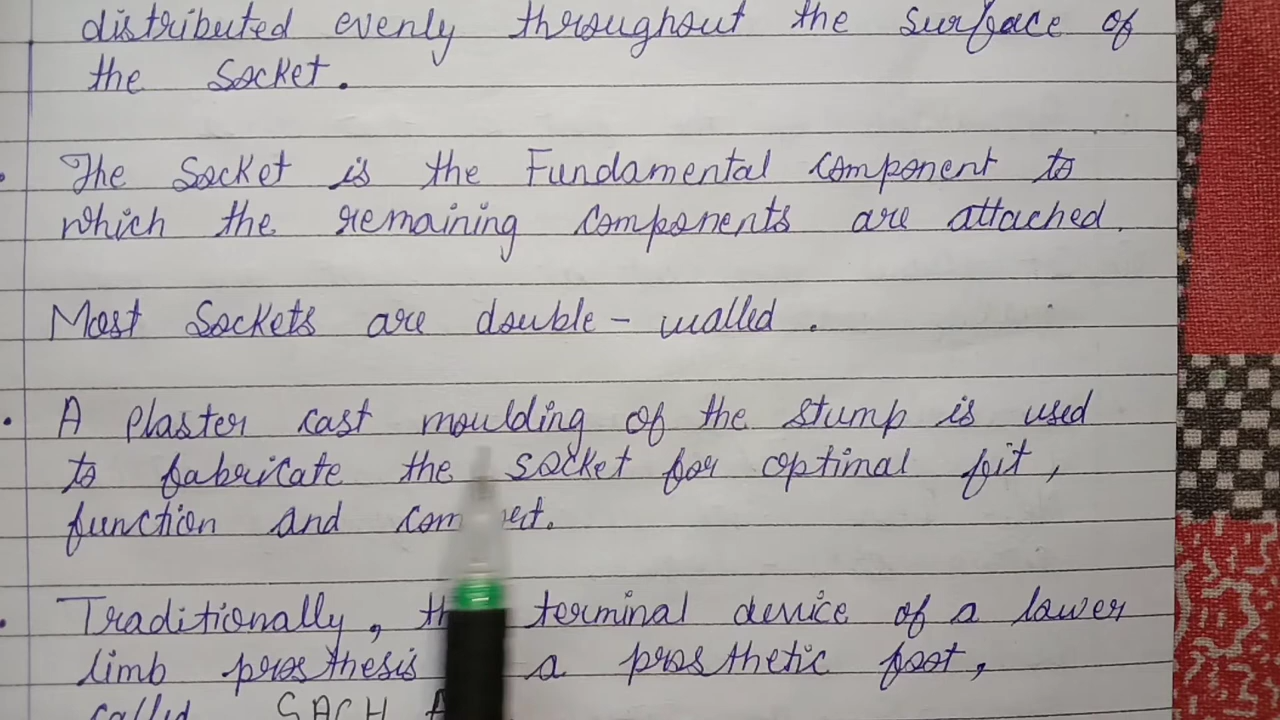 distributed evenly throughout the surface of
the Socket.
The Socket is the Fundamental component to
which the remaining components are attached.
Most Sockets are double - walled.
A plaster cast moulding of the stump is used
to fabricate the socket for optimal fit,
function and
Traditionally, terminal device of a lower
limb prosthesis a prosthetic foot,
called SACH